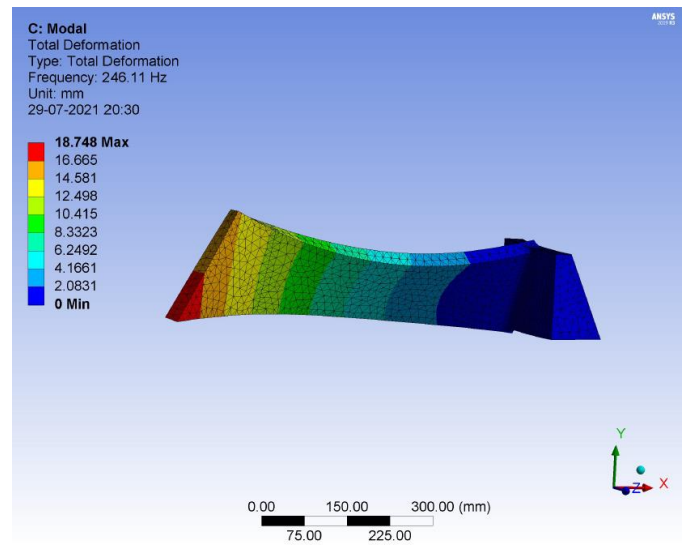 ANSYS
2019 R3
C: Modal
Total Deformation
Type: Total Deformation
Frequency: 246.11 Hz
Unit: mm
29-07-2021 20:30
18.748 Max
16.665
14.581
12.498
10.415
8.3323
6.2492
4.1661
2.0831
0 Min
Y
X
Z
0.00 150.00 300.00 (mm)
75.00 225.00